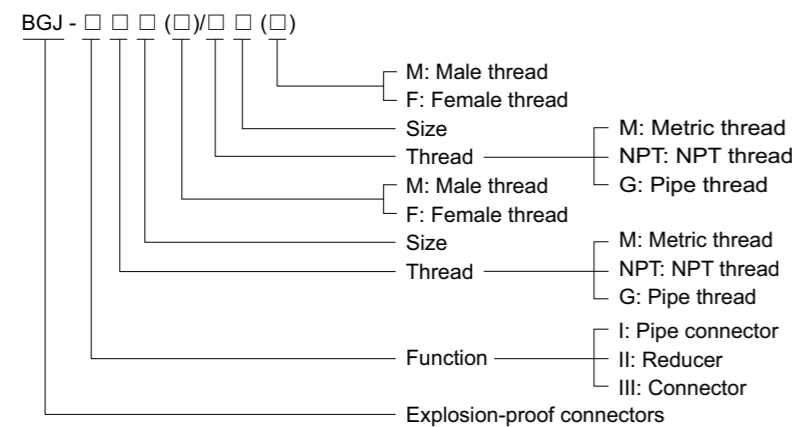 BGJ - □ □ □ (□)/□ □ (□)
M: Male thread
F: Female thread
Size
Thread
M: Metric thread
NPT: NPT thread
G: Pipe thread
M: Male thread
F: Female thread
Size
Thread
M: Metric thread
NPT: NPT thread
G: Pipe thread
Function
I: Pipe connector
II: Reducer
III: Connector
Explosion-proof connectors